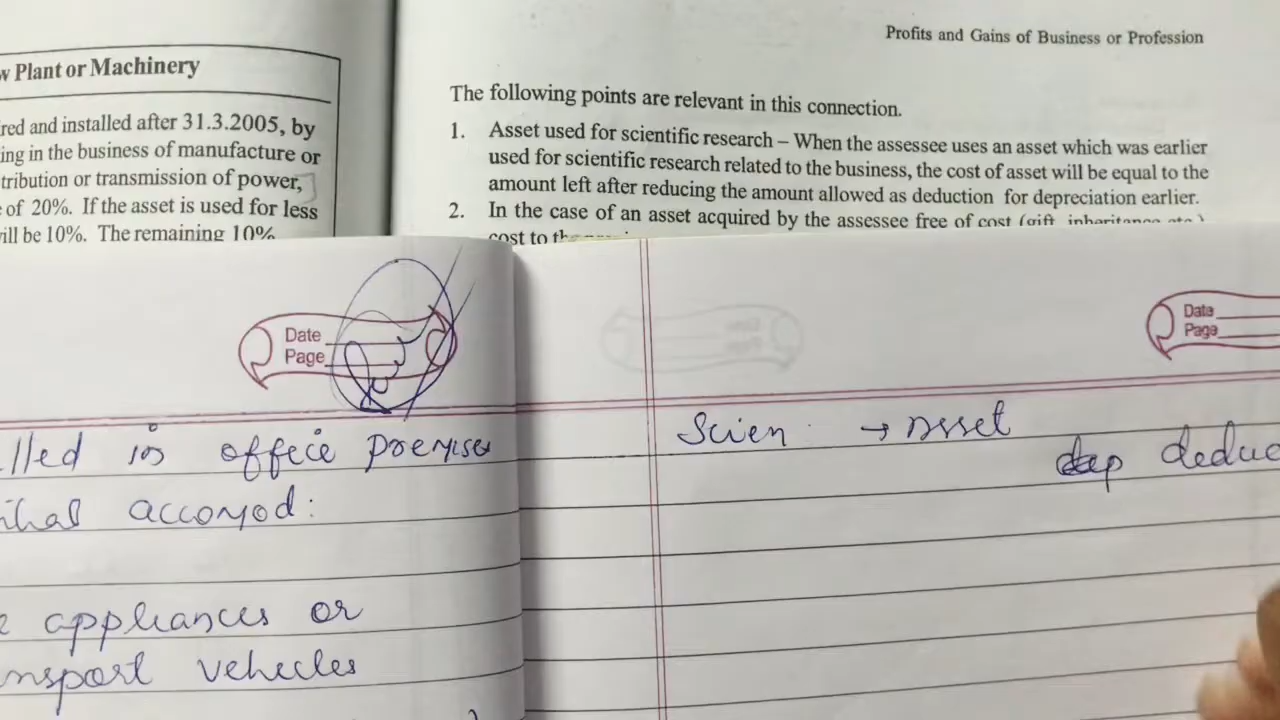 Profits and Gains of Business or Profession
w Plant or Machinery
red and installed after 31.3.2005, by
ing in the business of manufacture or
tribution or transmission of power,
of 20%. If the asset is used for less
ill be 10%. The remaining 10%
The following points are relevant in this connection.
1. Asset used for scientific research – When the assessee uses an asset which was earlier
used for scientific research related to the business, the cost of asset will be equal to the
amount left after reducing the amount allowed as deduction for depreciation earlier.
2. In the case of an asset acquired by the assessee free of cost (gift, inheritance etc.)
cost to
Date
Page
lled in office premises
accomod:
appliances or
nsport vehicles
Date
Page
Scien → Asset
dep deduc